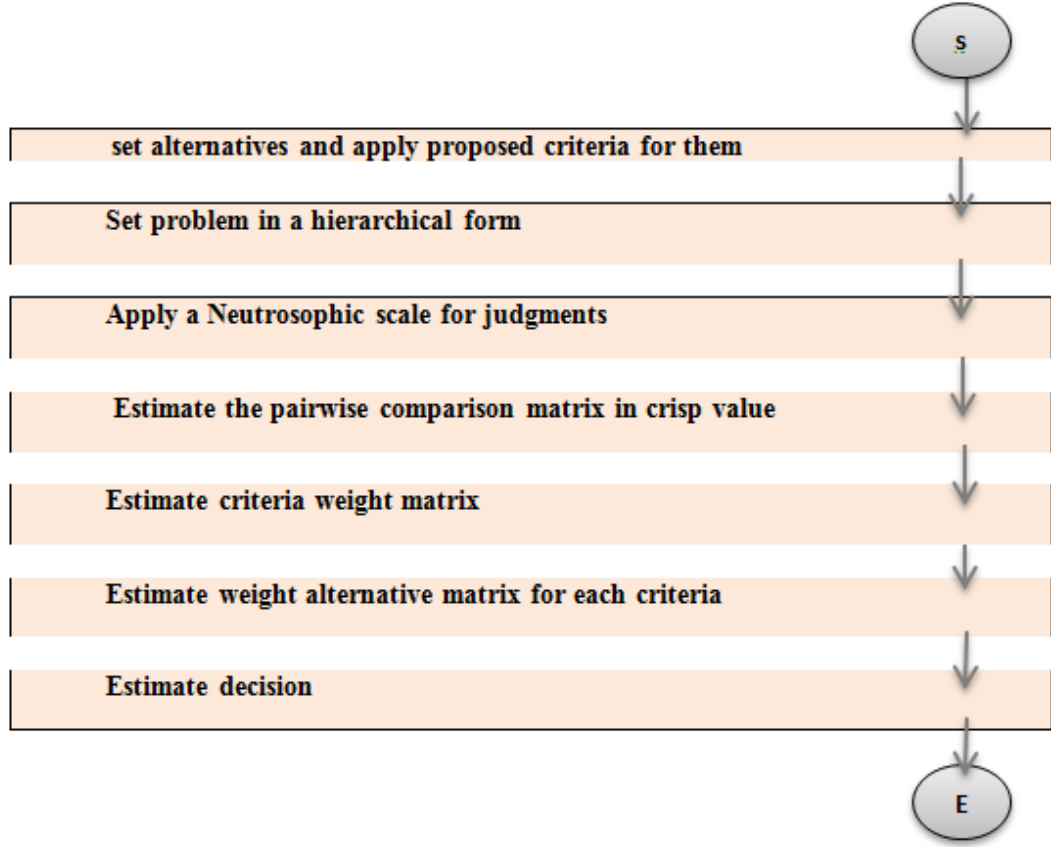 s
set alternatives and apply proposed criteria for them
Set problem in a hierarchical form
Apply a Neutrosophic scale for judgments
Estimate the pairwise comparison matrix in crisp value
Estimate criteria weight matrix
Estimate weight alternative matrix for each criteria
Estimate decision
E